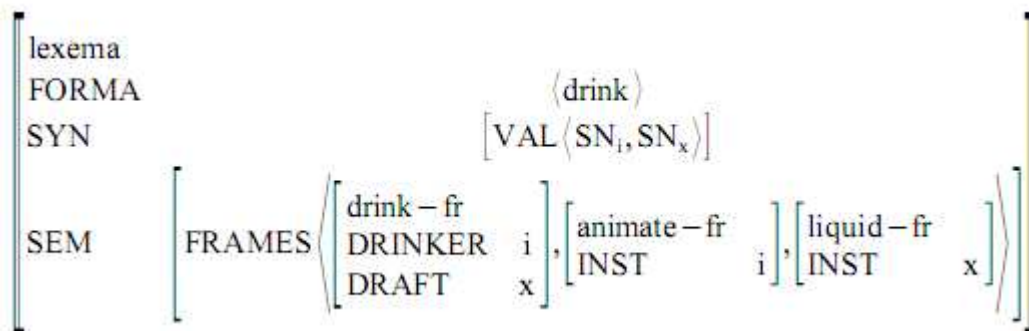 lexema
FORMA ⟨drink⟩
SYN [VAL⟨SNi,SNx⟩]
SEM [FRAMES⟨[drink – fr
DRINKER i
DRAFT x],[animate – fr
INST i],[liquid – fr
INST x]⟩]